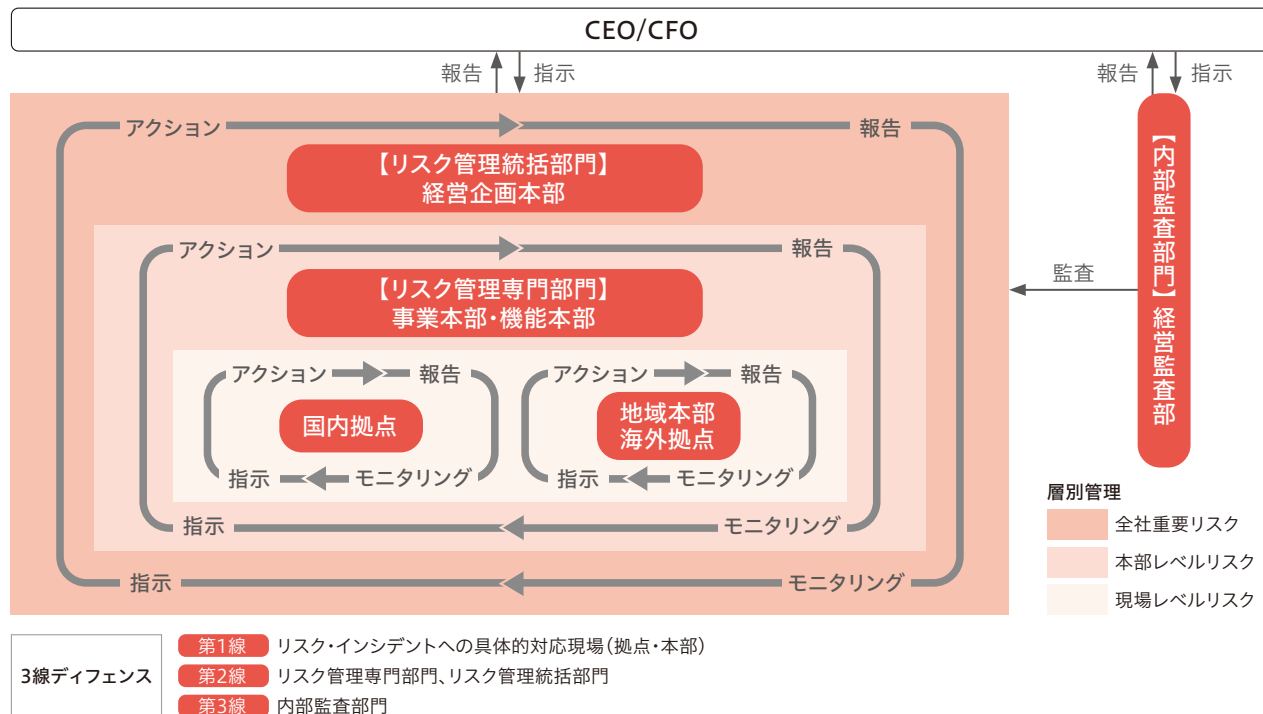 CEO/CFO
報告
指示
報告
指示
アクション
報告
【リスク管理統括部門】
経営企画本部
アクション
報告
【リスク管理専門部門】
事業本部・機能本部
アクション
報告
国内拠点
指示
モニタリング
アクション
報告
地域本部
海外拠点
指示
モニタリング
指示
モニタリング
指示
モニタリング
監査
【内部監査部門】経営監査部
層別管理
全社重要リスク
本部レベルリスク
現場レベルリスク
3線ディフェンス
第1線 リスク・インシデントへの具体的対応現場（拠点・本部）
第2線 リスク管理専門部門、リスク管理統括部門
第3線 内部監査部門